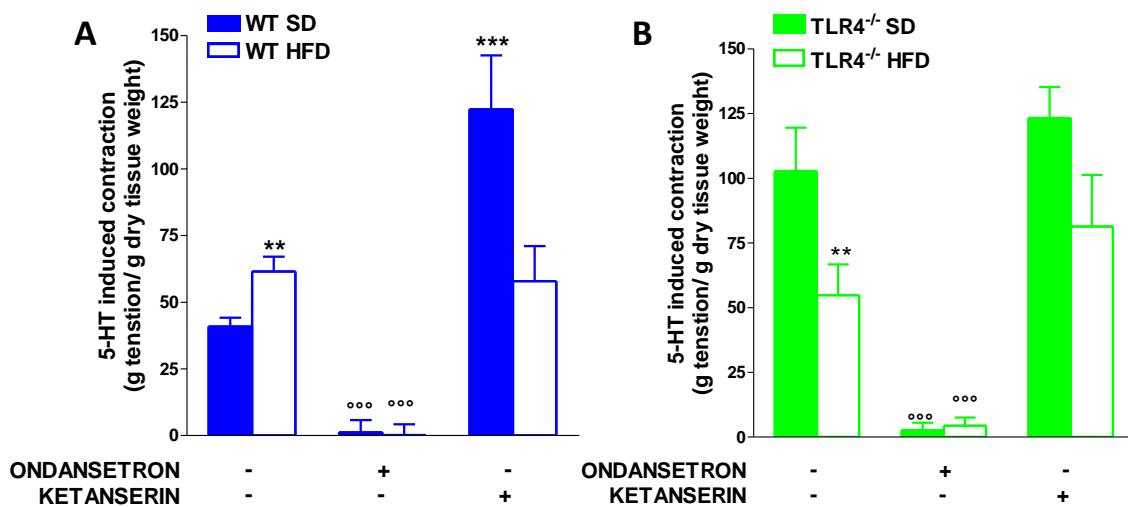 A
WT SD
WT HFD
5-HT induced contraction
(g tenstion/ g dry tissue weight)
150
125
100
75
50
25
0
**
°°°
°°°
***
ONDANSETRON - + -
KETANSERIN - - +
B
TLR4-/- SD
TLR4-/- HFD
5-HT induced contraction
(g tenstion/ g dry tissue weight)
150
125
100
75
50
25
0
**
°°°
°°°
ONDANSETRON - + -
KETANSERIN - - +